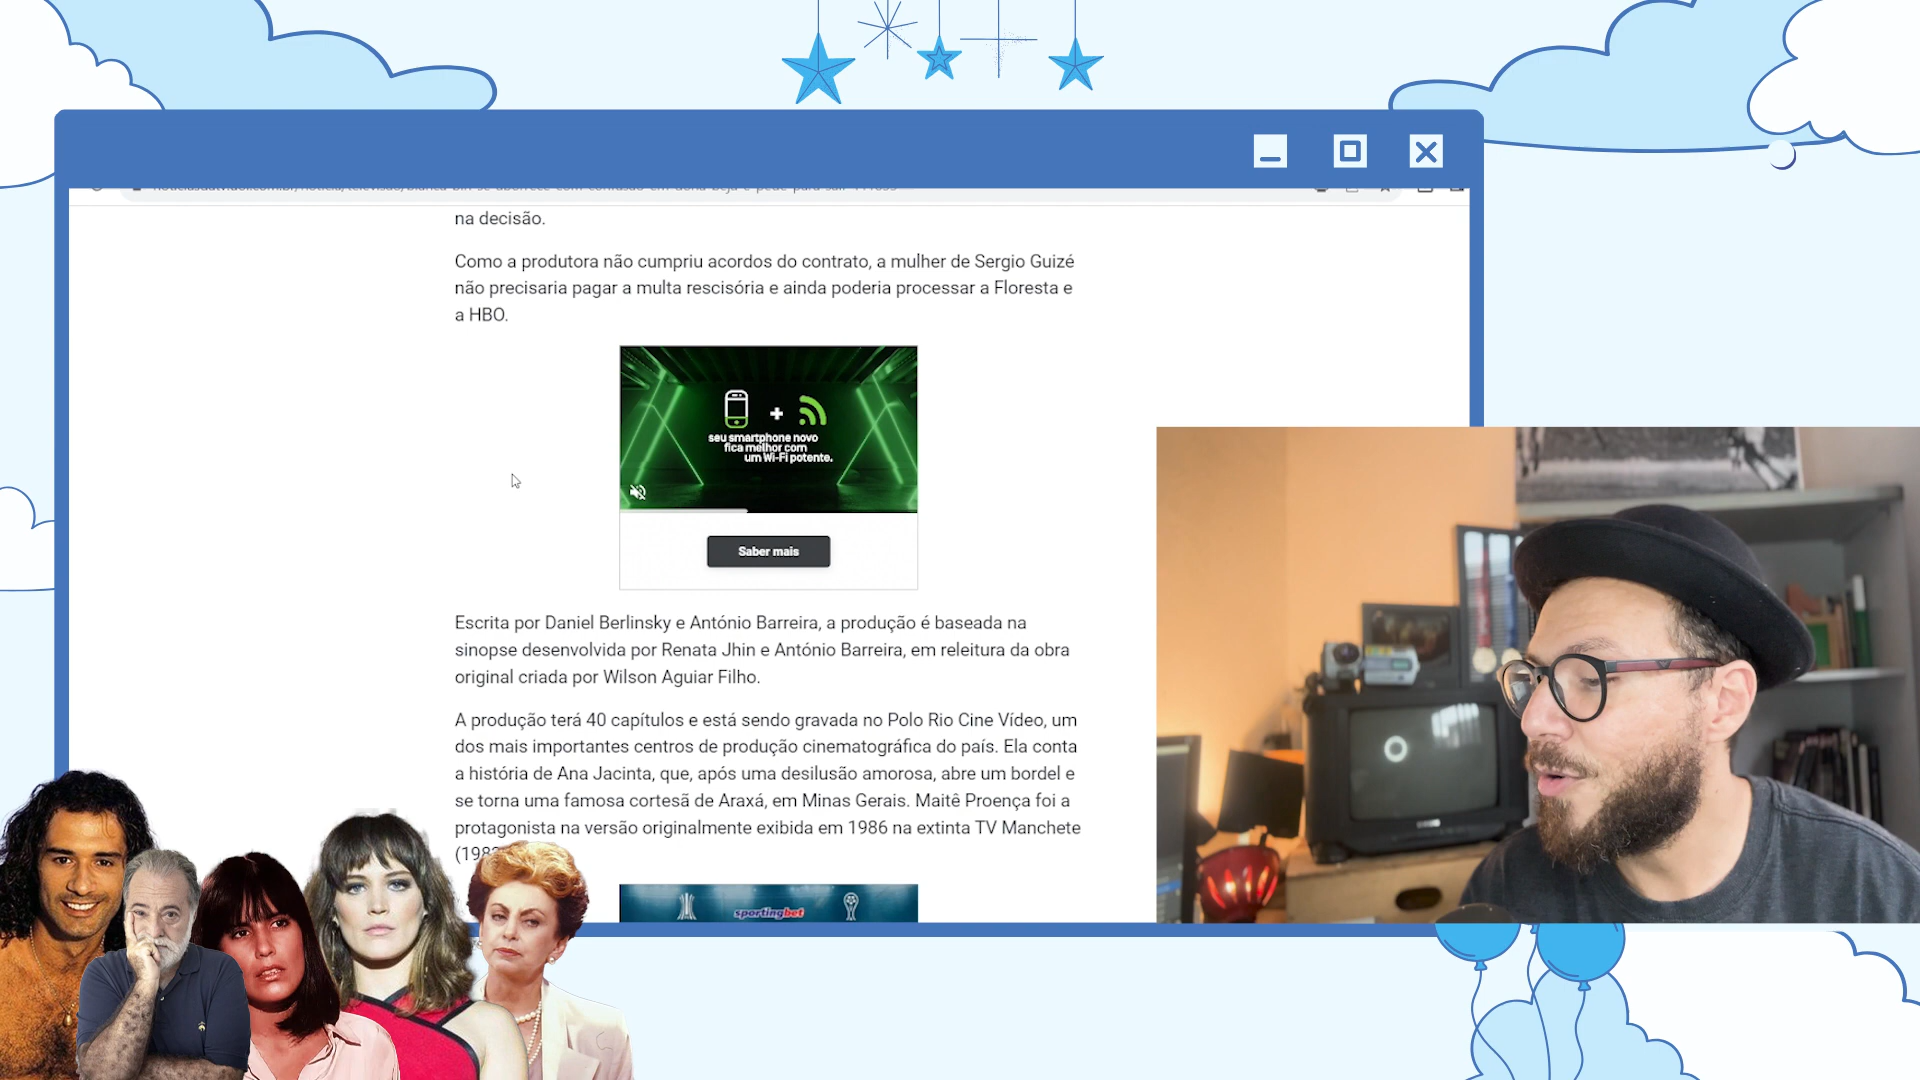 na decisão.
Como a produtora não cumpriu acordos do contrato, a mulher de Sergio Guizé
não precisaria pagar a multa rescisória e ainda poderia processar a Floresta e
a HBO.
seu smartphone novo
fica melhor com
um Wi-Fi potente.
Saber mais
Escrita por Daniel Berlinsky e António Barreira, a produção é baseada na
sinopse desenvolvida por Renata Jhin e António Barreira, em releitura da obra
original criada por Wilson Aguiar Filho.
A produção terá 40 capítulos e está sendo gravada no Polo Rio Cine Vídeo, um
dos mais importantes centros de produção cinematográfica do país. Ela conta
a história de Ana Jacinta, que, após uma desilusão amorosa, abre um bordel e
se torna uma famosa cortesã de Araxá, em Minas Gerais. Maitê Proença foi a
protagonista na versão originalmente exibida em 1986 na extinta TV Manchete
sportingbet